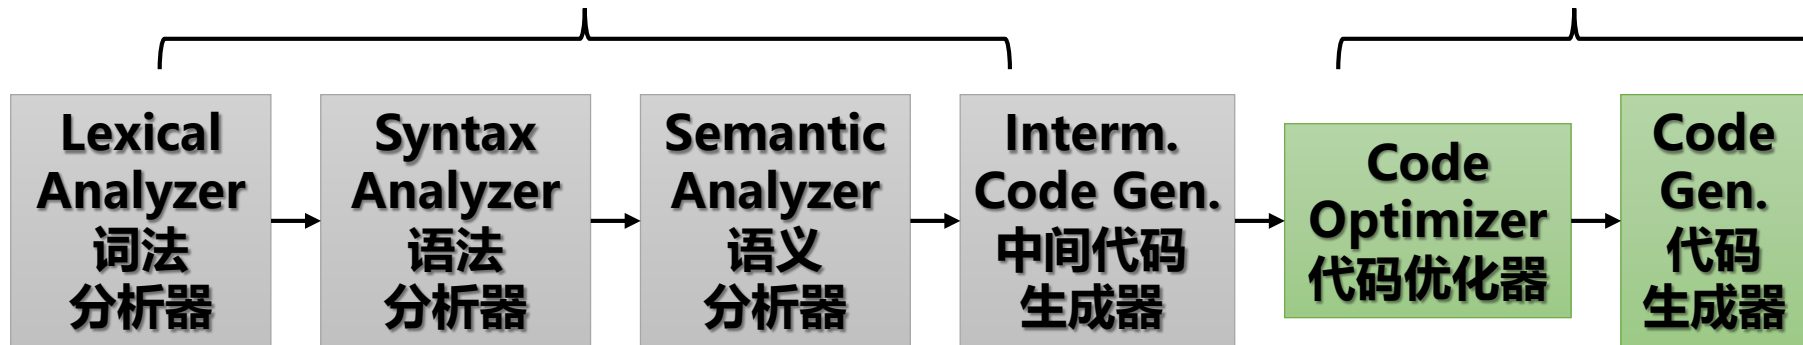 Lexical
Analyzer
词法
分析器
Syntax
Analyzer
语法
分析器
Semantic
Analyzer
语义
分析器
Interm.
Code Gen.
中间代码
生成器
Code
Optimizer
代码优化器
Code
Gen.
代码
生成器